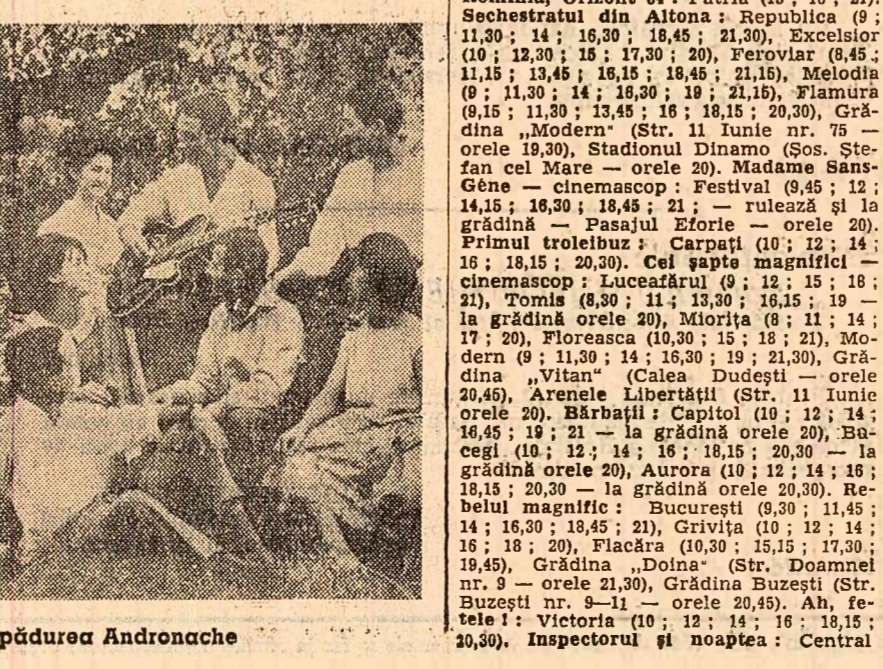 pădurea Andronache
Sechestratul din Altona : Republica (9 ;
11,30 ; 14 ; 16,30 ; 18,45 ; 21,30), Excelsior
(10 ; 12,30 ; 15 ; 17,30 ; 20), Feroviar (8,45 ;
11,15 ; 13,45 ; 16,15 ; 18,45 ; 21,15), Melodia
(9 ; 11,30 ; 14 ; 16,30 ; 19 ; 21,15), Flamura
(9,15 ; 11,30 ; 13,45 ; 16 ; 18,15 ; 20,30), Gră-
dina „Modern" (Str. 11 Iunie nr. 75 —
orele 19,30), Stadionul Dinamo (Șos. Ște-
fan cel Mare — orele 20). Madame Sans-
Gêne — cinemascop : Festival (9,45 ; 12 ;
14,15 ; 16,30 ; 18,45 ; 21 ; — rulează și la
grădină — Pasajul Eforie — orele 20).
Primul troleibuz : Carpați (10 ; 12 ; 14 ;
16 ; 18,15 ; 20,30). Cei șapte magnifici —
cinemascop : Luceafărul (9 ; 12 ; 15 ; 18 ;
21), Tomis (8,30 ; 11 ; 13,30 ; 16,15 ; 19 —
la grădină orele 20), Miorița (8 ; 11 ; 14 ;
17 ; 20), Floreasca (10,30 ; 15 ; 18 ; 21), Mo-
dern (9 ; 11,30 ; 14 ; 16,30 ; 19 ; 21,30), Gră-
dina „Vitan" (Calea Dudești — orele
20,45), Arenele Libertății (Str. 11 Iunie
orele 20). Bărbații : Capitol (10 ; 12 ; 14 ;
16,45 ; 19 ; 21 — la grădină orele 20), Bu-
cegi (10 ; 12 ; 14 ; 16 ; 18,15 ; 20,30 — la
grădină orele 20), Aurora (10 ; 12 ; 14 ; 16 ;
18,15 ; 20,30 — la grădină orele 20,30). Re-
belul magnific : București (9,30 ; 11,45 ;
14 ; 16,30 ; 18,45 ; 21), Grivița (10 ; 12 ; 14 ;
16 ; 18 ; 20), Flacăra (10,30 ; 15,15 ; 17,30 ;
19,45), Grădina „Doina" (Str. Doamnei
nr. 9 — orele 21,30), Grădina Buzești (Str.
Buzești nr. 9—11 — orele 20,45). Ah, fe-
tele ! : Victoria (10 ; 12 ; 14 ; 16 : 18,15 ;
20,30). Inspectorul și noaptea : Central